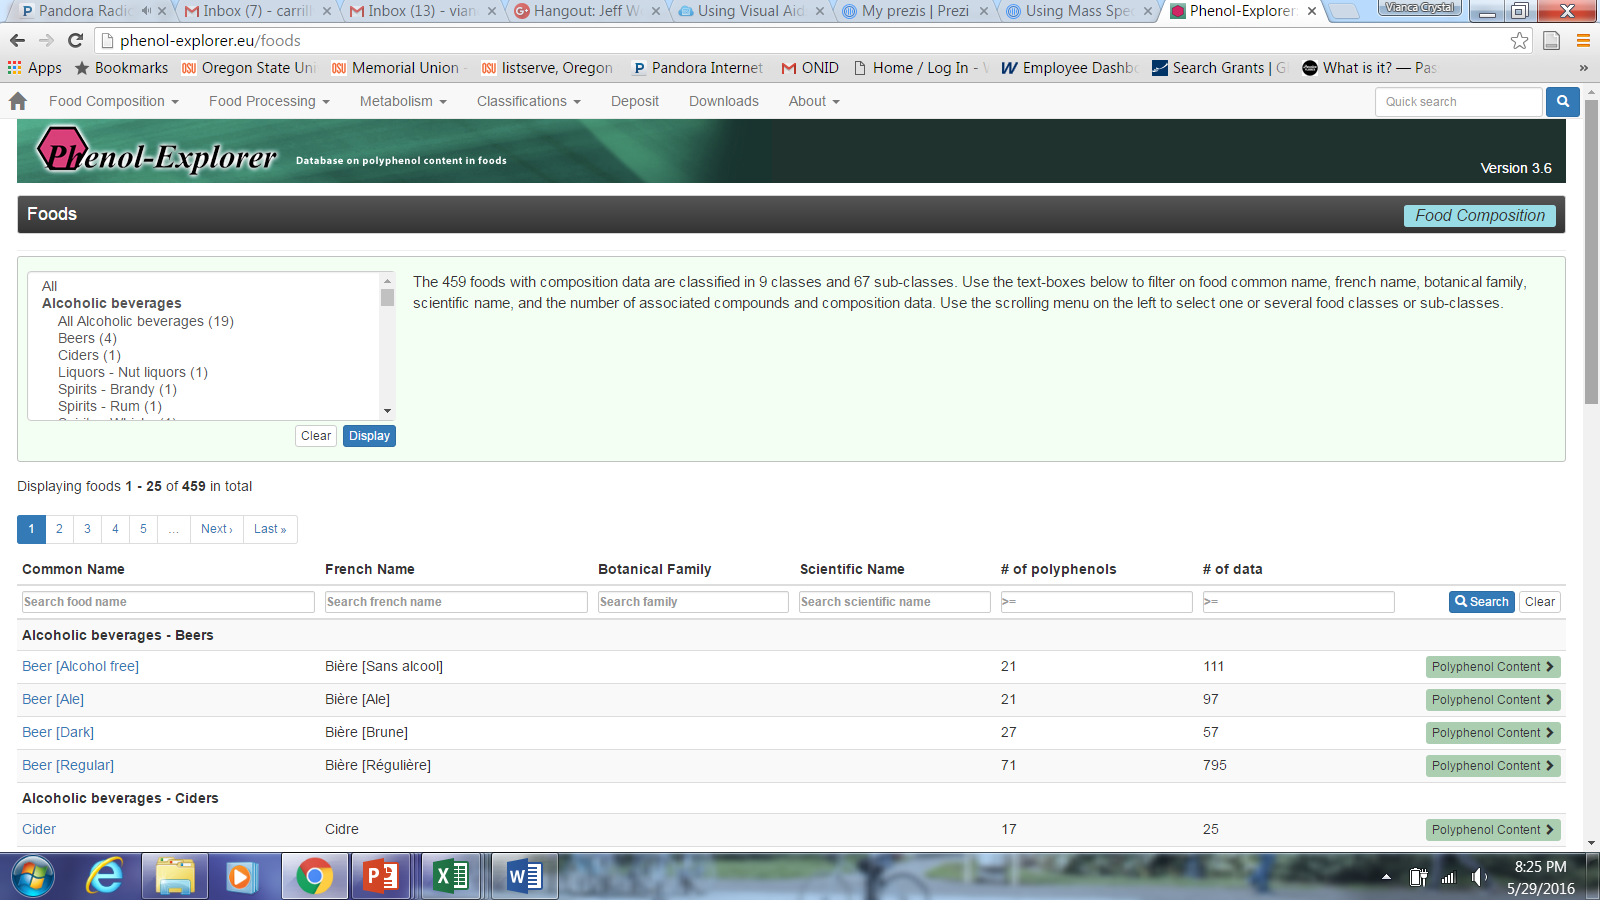 Pandora Radi
Inbox (7) - carrill
Inbox (13) - vian
Hangout: Jeff W
Using Visual Aid
My prezis | Prezi
Using Mass Spe
Phenol-Explorer
Vianca Crystal
phenol-explorer.eu/foods
Apps
Bookmarks
OSU Oregon State Uni
OSU Memorial Union
OSU listserve, Oregon
Pandora Internet
ONID
Home / Log In -
Employee Dashb
Search Grants | G
What is it? — Pas
»
Food Composition
Food Processing
Metabolism
Classifications
Deposit
Downloads
About
Quick search
Phenol-Explorer
Database on polyphenol content in foods
Version 3.6
Foods
Food Composition
All
Alcoholic beverages
All Alcoholic beverages (19)
Beers (4)
Ciders (1)
Liquors - Nut liquors (1)
Spirits - Brandy (1)
Spirits - Rum (1)
Clear Display
The 459 foods with composition data are classified in 9 classes and 67 sub-classes. Use the text-boxes below to filter on food common name, french name, botanical family,
scientific name, and the number of associated compounds and composition data. Use the scrolling menu on the left to select one or several food classes or sub-classes.
Displaying foods 1 - 25 of 459 in total
1 2 3 4 5 ... Next › Last »
Common Name French Name Botanical Family Scientific Name # of polyphenols # of data
Search food name Search french name Search family Search scientific name >= >= Search Clear
Alcoholic beverages - Beers
Beer [Alcohol free] Bière [Sans alcool] 21 111 Polyphenol Content
Beer [Ale] Bière [Ale] 21 97 Polyphenol Content
Beer [Dark] Bière [Brune] 27 57 Polyphenol Content
Beer [Regular] Bière [Régulière] 71 795 Polyphenol Content
Alcoholic beverages - Ciders
Cider Cidre 17 25 Polyphenol Content
8:25 PM
5/29/2016